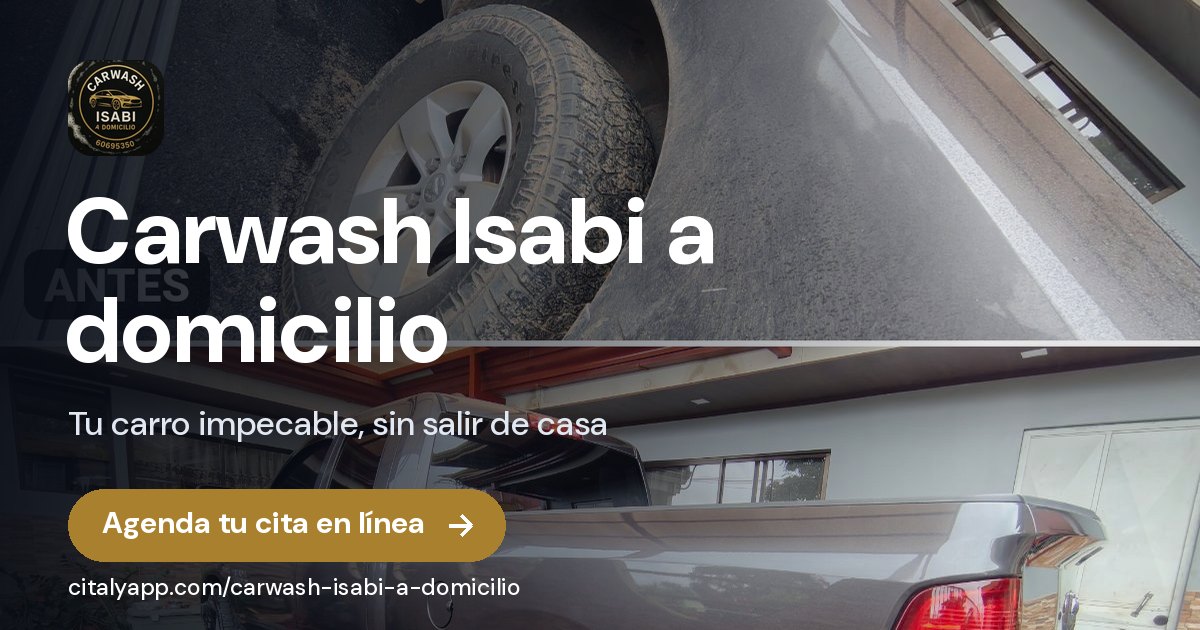 CARWASH
ISABI
A DOMICILIO
60695350
Carwash Isabi a
ANTES
domicilio
Tu carro impecable, sin salir de casa
Agenda tu cita en línea →
citalyapp.com/carwash-isabi-a-domicilio